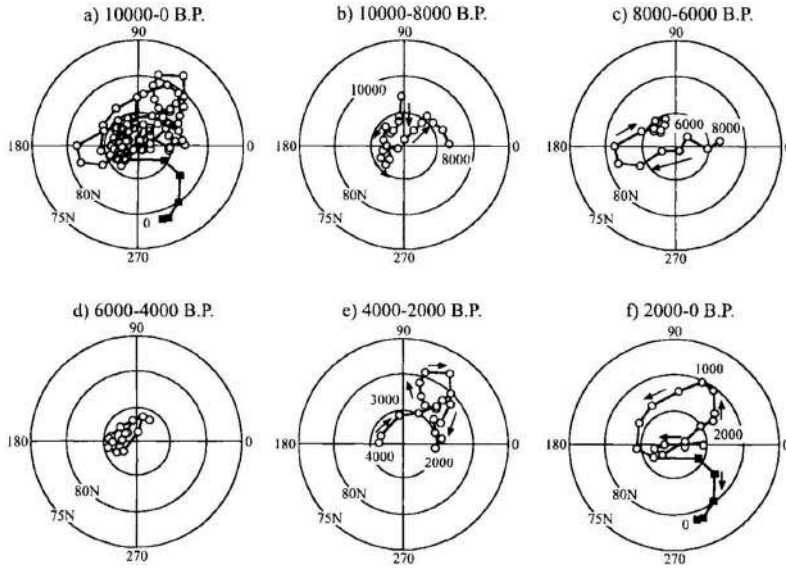 a) 10000-0 B.P.
90
180
0
80N
75N
0
270
b) 10000-8000 B.P.
90
10000
180
0
8000
80N
75N
270
c) 8000-6000 B.P.
90
6000
8000
180
0
80N
75N
270
d) 6000-4000 B.P.
90
180
0
80N
75N
270
e) 4000-2000 B.P.
90
3000
180
0
4000
2000
80N
75N
270
f) 2000-0 B.P.
90
1000
2000
180
0
80N
75N
0
270